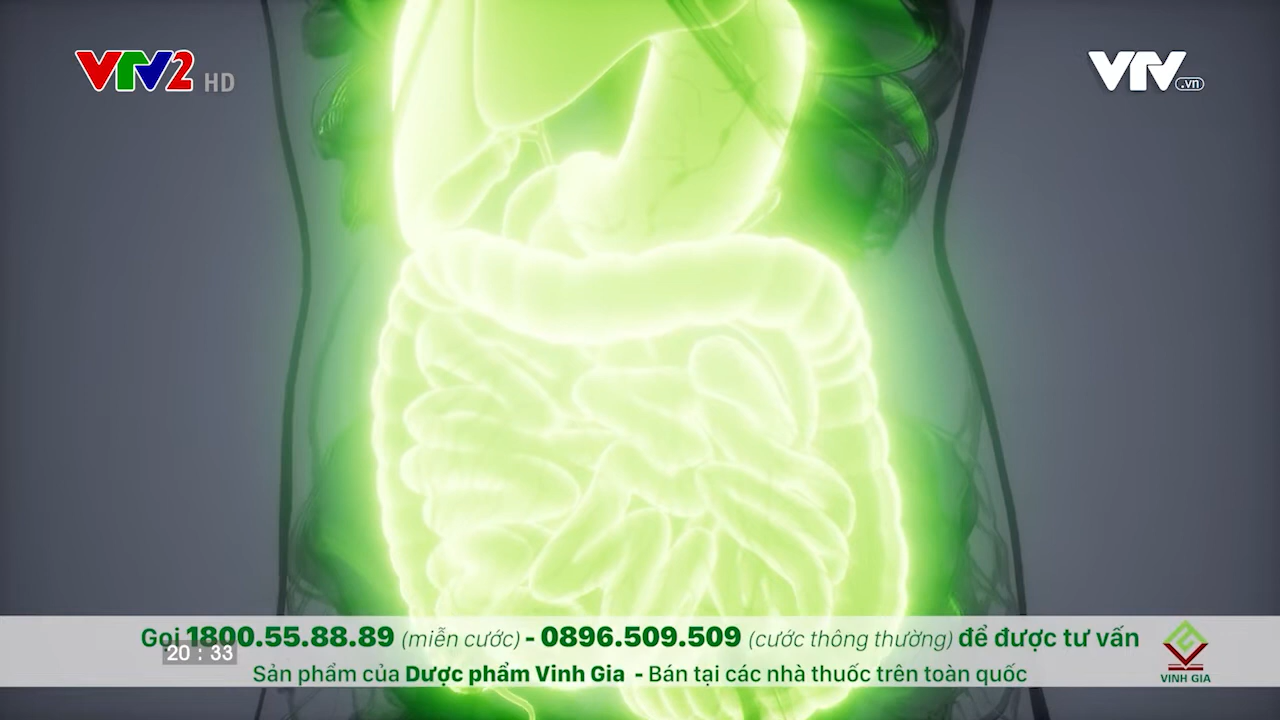 VTV2 HD
VTV.vn
Gọi 1800.55.88.89 (miễn cước) - 0896.509.509 (cước thông thường) để được tư vấn
20 : 33
Sản phẩm của Dược phẩm Vinh Gia - Bán tại các nhà thuốc trên toàn quốc
VINH GIA